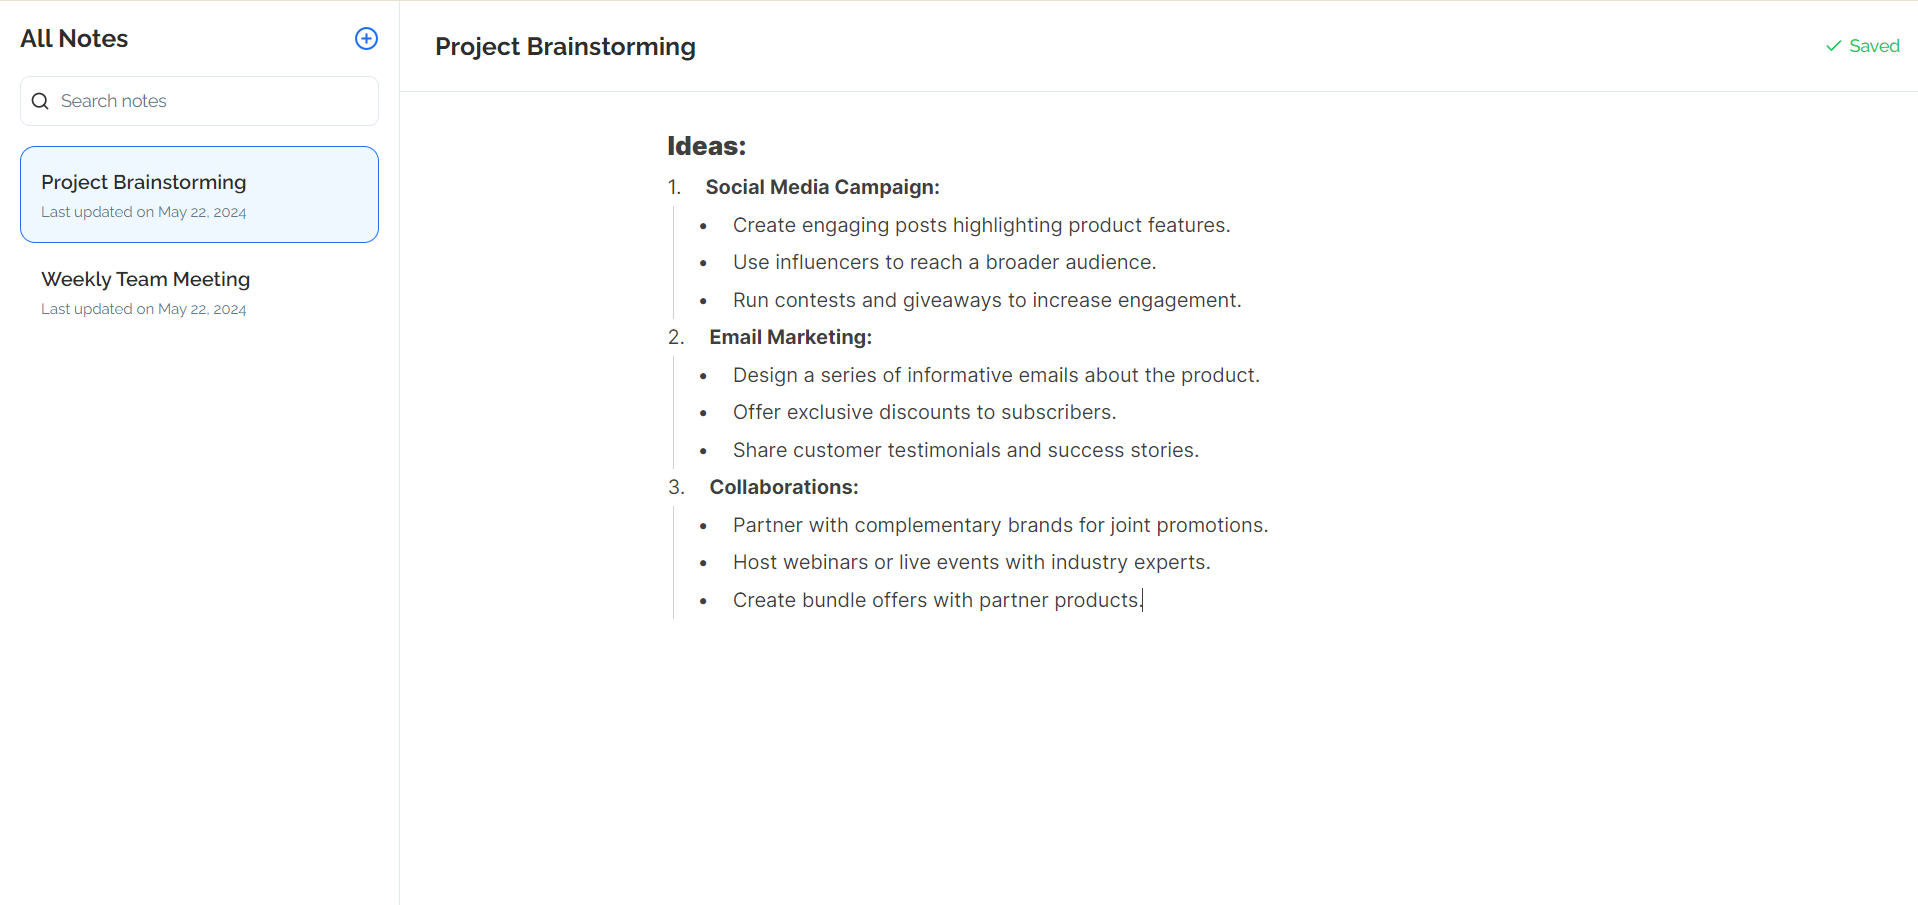 All Notes
Search notes
Project Brainstorming
Last updated on May 22, 2024
Weekly Team Meeting
Last updated on May 22, 2024
Project Brainstorming
Saved
Ideas:
1. Social Media Campaign:
• Create engaging posts highlighting product features.
• Use influencers to reach a broader audience.
• Run contests and giveaways to increase engagement.
2. Email Marketing:
• Design a series of informative emails about the product.
• Offer exclusive discounts to subscribers.
• Share customer testimonials and success stories.
3. Collaborations:
• Partner with complementary brands for joint promotions.
• Host webinars or live events with industry experts.
• Create bundle offers with partner products.